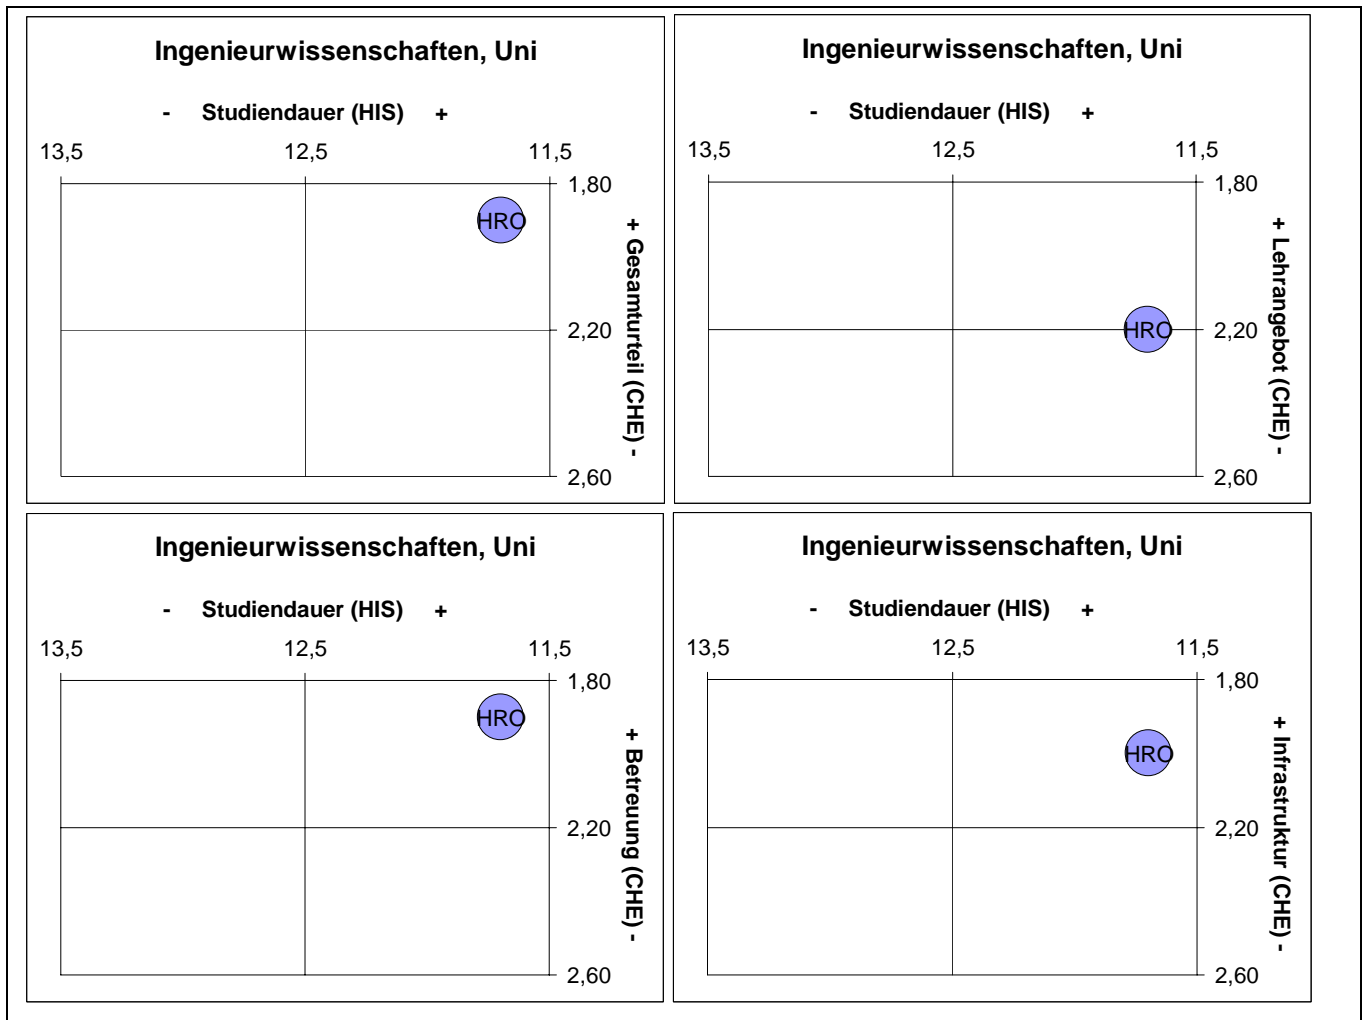 Ingenieurwissenschaften, Uni
- Studiendauer (HIS) +
13,5 12,5 11,5
1,80
HRO
2,20
2,60
+ Gesamturteil (CHE) -
Ingenieurwissenschaften, Uni
- Studiendauer (HIS) +
13,5 12,5 11,5
1,80
HRO
2,20
2,60
+ Lehrangebot (CHE) -
Ingenieurwissenschaften, Uni
- Studiendauer (HIS) +
13,5 12,5 11,5
1,80
HRO
2,20
2,60
+ Betreuung (CHE) -
Ingenieurwissenschaften, Uni
- Studiendauer (HIS) +
13,5 12,5 11,5
1,80
HRO
2,20
2,60
+ Infrastruktur (CHE) -